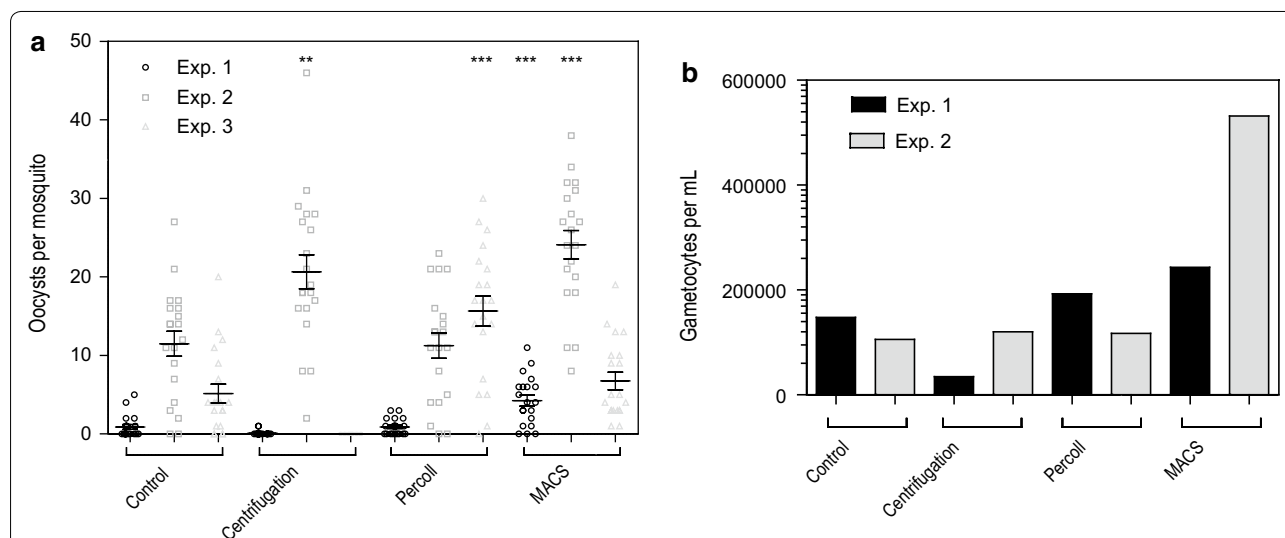 a
50
40
30
20
10
0
Oocysts per mosquito
Exp. 1
Exp. 2
Exp. 3
** *** *** ***
Control
Centrifugation
Percoll
MACS
b
600000
400000
200000
0
Gametocytes per mL
Exp. 1
Exp. 2
Control
Centrifugation
Percoll
MACS